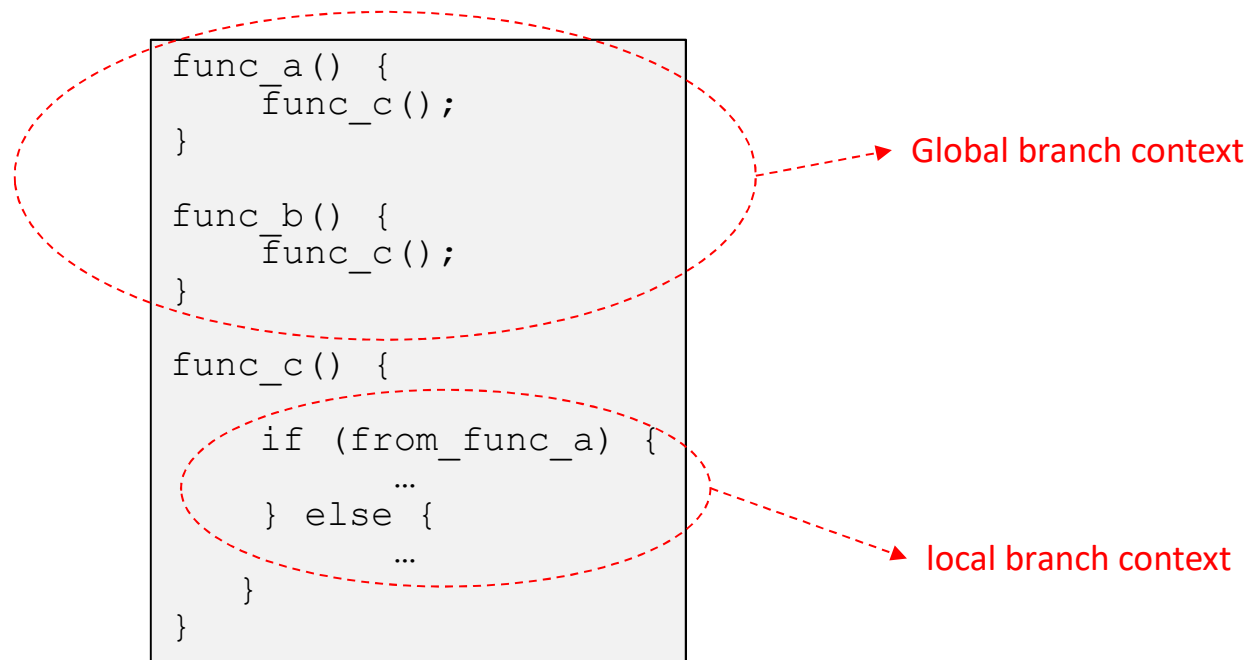 func_a() {
func_c();
}
Global branch context
func_b() {
func_c();
}
func_c() {
if (from_func_a) {
…
} else {
…
}
}
local branch context